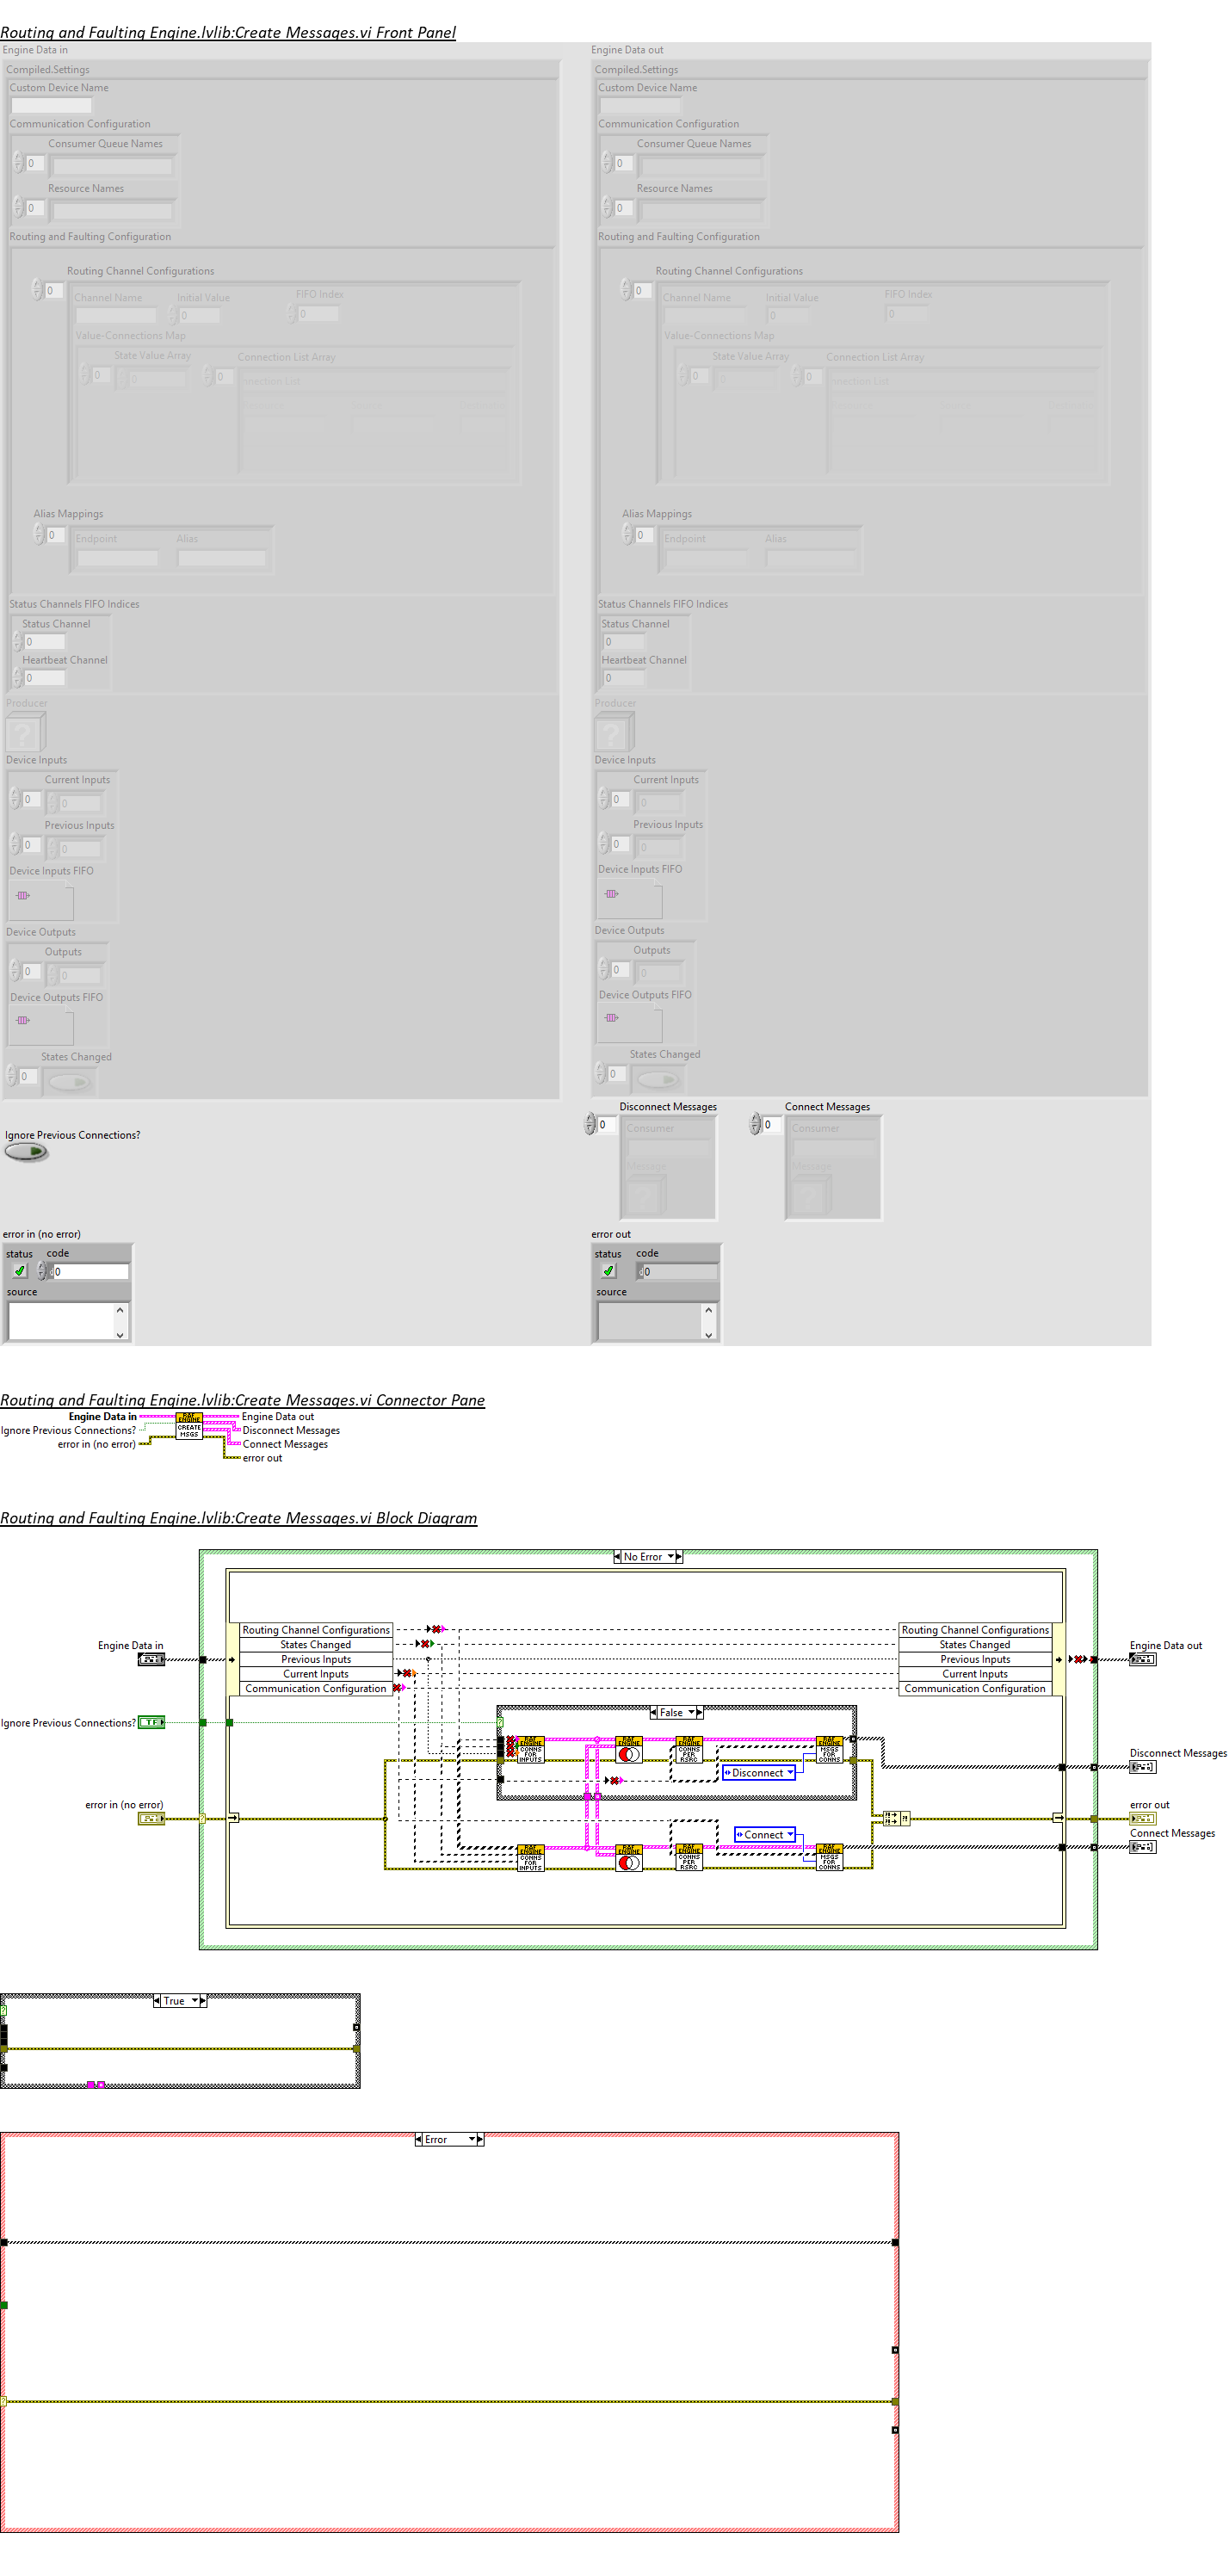 Routing and Faulting Engine.lvlib:Create Messages.vi Front Panel
Engine Data in
Compiled.Settings
Custom Device Name
Communication Configuration
Consumer Queue Names
0
Resource Names
0
Routing and Faulting Configuration
Routing Channel Configurations
0
Channel Name Initial Value FIFO Index
0 0
Value-Connections Map
State Value Array Connection List Array
0 0 0
nnection List
Alias Mappings
0
Endpoint Alias
Status Channels FIFO Indices
Status Channel
0
Heartbeat Channel
0
Producer
?
Device Inputs
Current Inputs
0 0
Previous Inputs
0 0
Device Inputs FIFO
Device Outputs
Outputs
0 0
Device Outputs FIFO
States Changed
0
Ignore Previous Connections?
error in (no error)
status code
d0
source
Engine Data out
Compiled.Settings
Custom Device Name
Communication Configuration
Consumer Queue Names
0
Resource Names
0
Routing and Faulting Configuration
Routing Channel Configurations
0
Channel Name Initial Value FIFO Index
0 0
Value-Connections Map
State Value Array Connection List Array
0 0 0
nnection List
Alias Mappings
0
Endpoint Alias
Status Channels FIFO Indices
Status Channel
0
Heartbeat Channel
0
Producer
?
Device Inputs
Current Inputs
0 0
Previous Inputs
0 0
Device Inputs FIFO
Device Outputs
Outputs
0 0
Device Outputs FIFO
States Changed
0
Disconnect Messages Connect Messages
0 0
Consumer Consumer
Message Message
? ?
error out
status code
d0
source
Routing and Faulting Engine.lvlib:Create Messages.vi Connector Pane
Engine Data in
Ignore Previous Connections?
error in (no error)
RAF ENGINE
CREATE
MSGS
Engine Data out
Disconnect Messages
Connect Messages
error out
Routing and Faulting Engine.lvlib:Create Messages.vi Block Diagram
No Error
Routing Channel Configurations Routing Channel Configurations
Engine Data in States Changed States Changed Engine Data out
Previous Inputs Previous Inputs
Current Inputs Current Inputs
Communication Configuration Communication Configuration
False
Ignore Previous Connections? TF
RAF ENGINE CONNS FOR INPUTS
RAF ENGINE
RAF ENGINE CONNS PER RSRC
RAF ENGINE MSGS FOR CONNS
Disconnect Messages
Disconnect
error in (no error) error out
Connect
Connect Messages
RAF ENGINE CONNS FOR INPUTS
RAF ENGINE
RAF ENGINE CONNS PER RSRC
RAF ENGINE MSGS FOR CONNS
True
Error